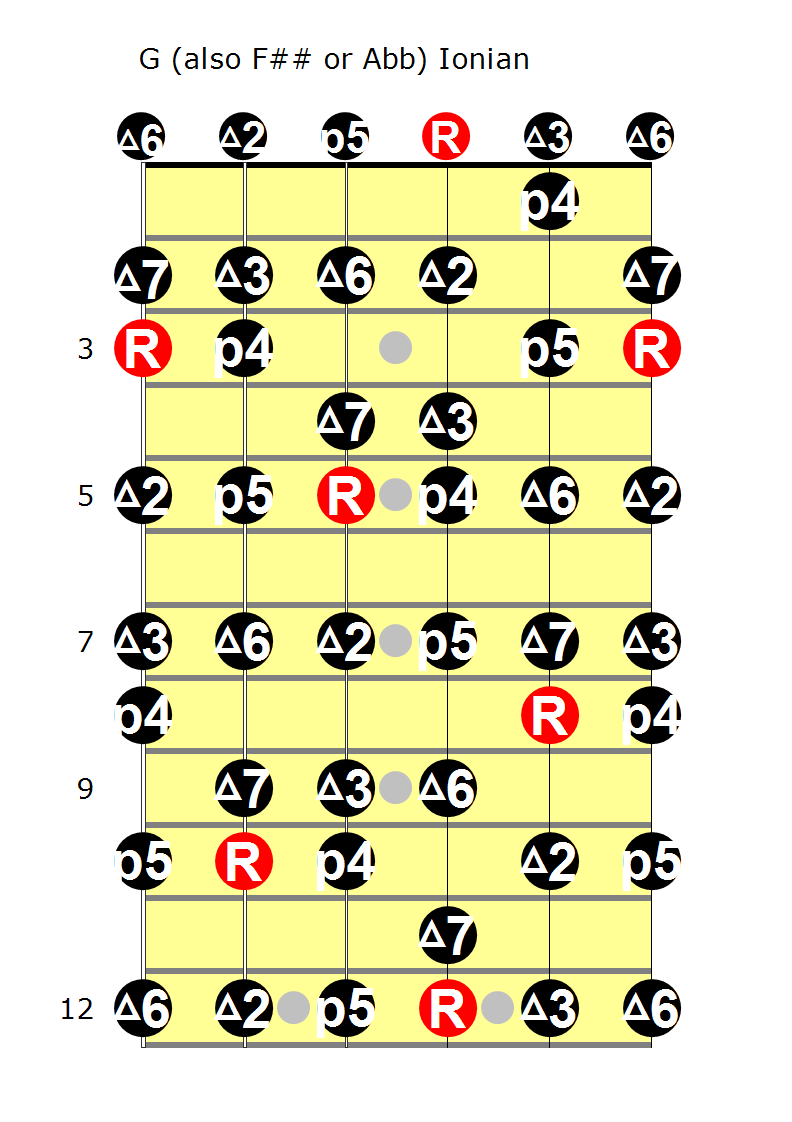 G (also F## or Abb) Ionian
Δ6 Δ2 p5 R Δ3 Δ6
p4
Δ7 Δ3 Δ6 Δ2 Δ7
3 R p4 p5 R
Δ7 Δ3
5 Δ2 p5 R p4 Δ6 Δ2
7 Δ3 Δ6 Δ2 p5 Δ7 Δ3
p4 R p4
9 Δ7 Δ3 Δ6
p5 R p4 Δ2 p5
Δ7
12 Δ6 Δ2 p5 R Δ3 Δ6